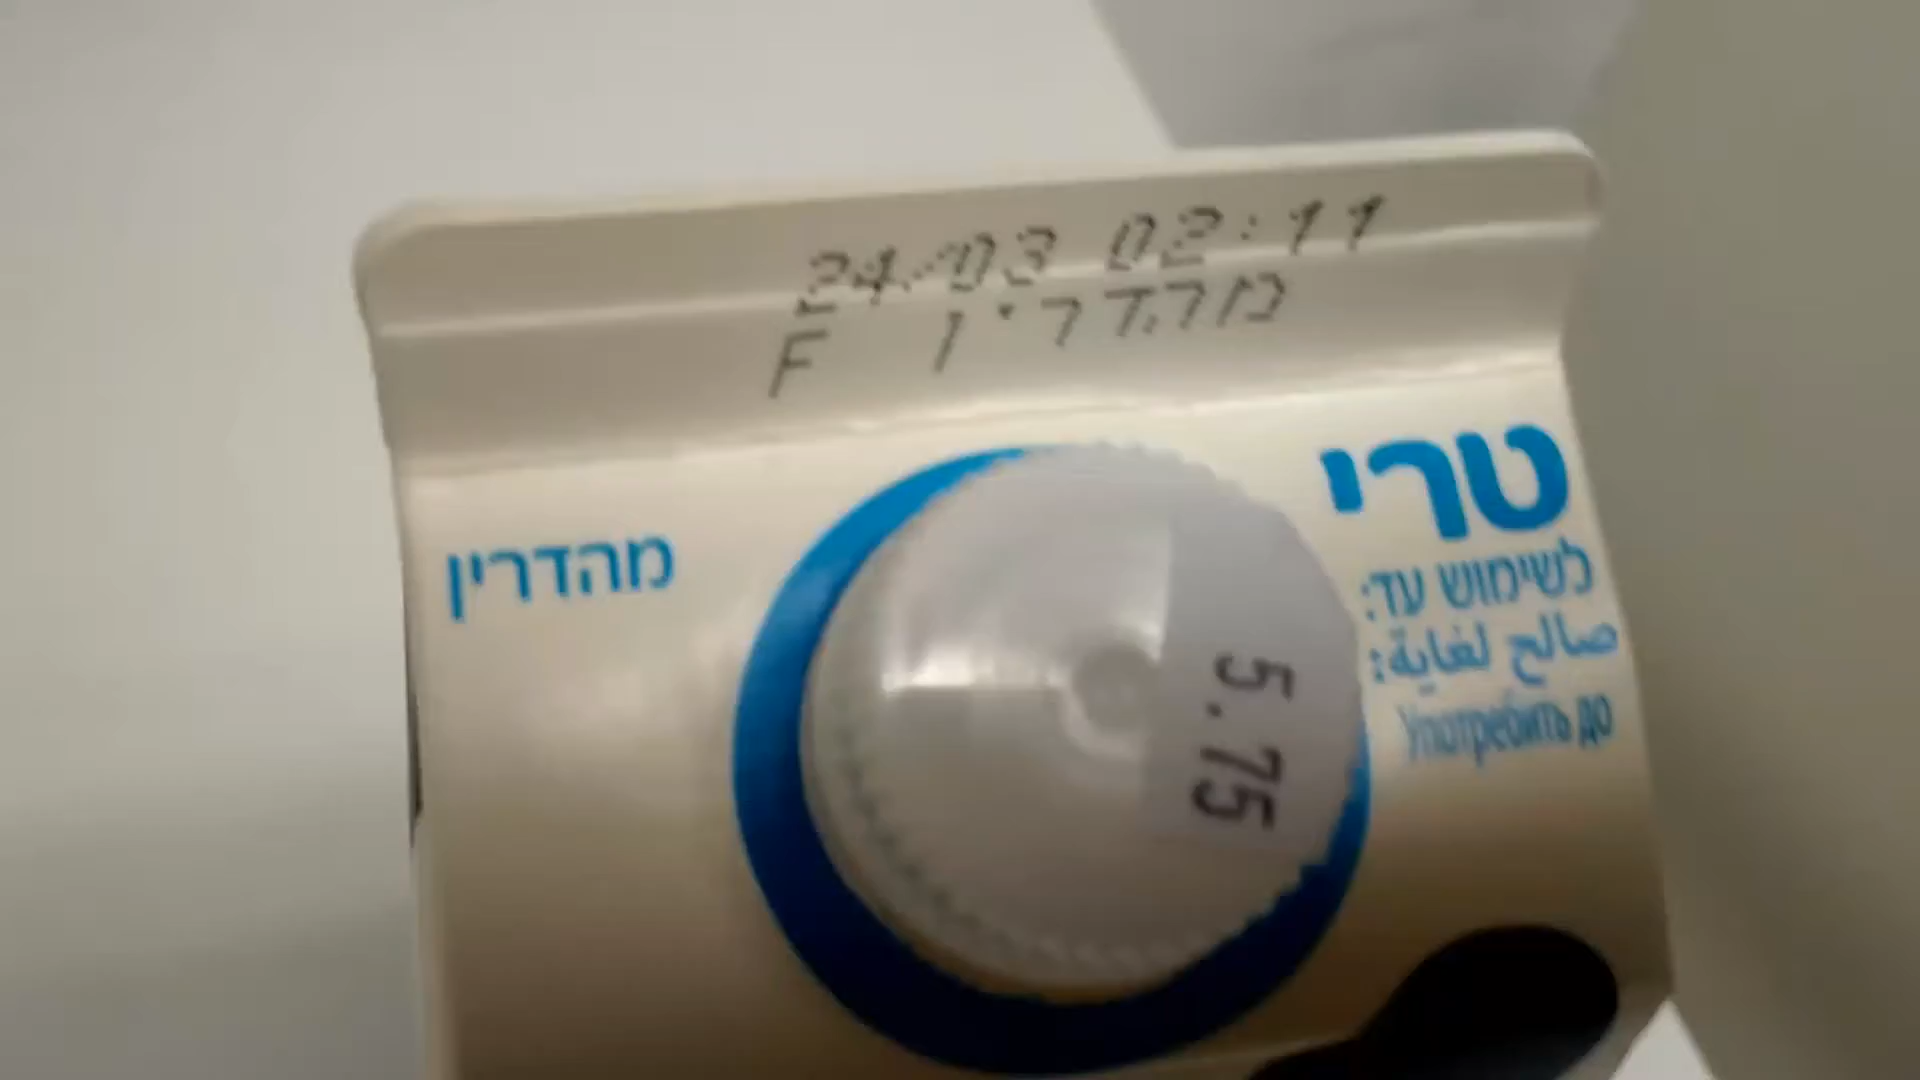 24/03 02:11
F מהדרין
טרי
מהדרין
לשימוש עד:
صالح لغاية:
Употребить до
5.75